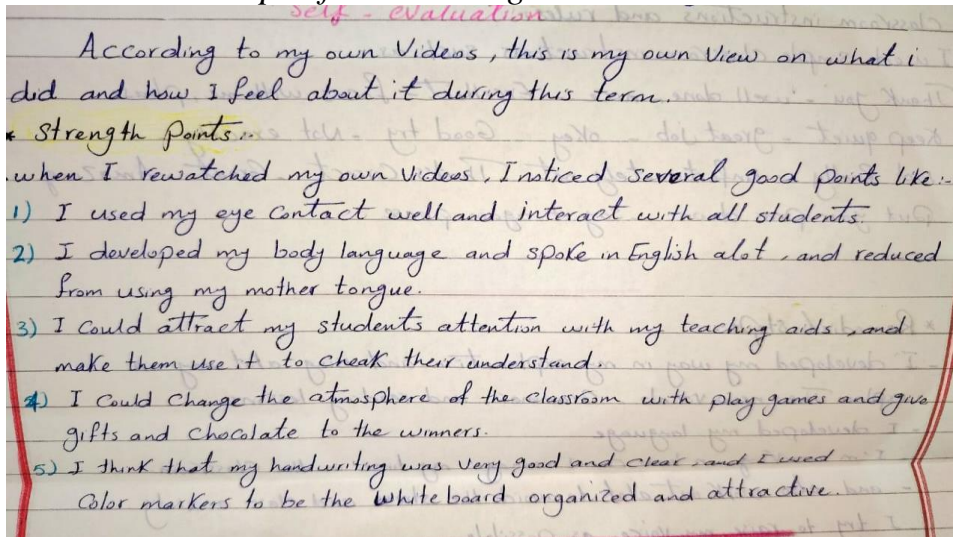 Self - evaluation
According to my own Videos, this is my own View on what i
did and how I feel about it during this term.
* Strength Points:-
.when I rewatched my own videos, I noticed several good points like:-
1) I used my eye contact well and interact with all students.
2) I developed my body language and spoke in English alot, and reduced
from using my mother tongue.
3) I Could attract my students attention with my teaching aids, and
make them use it to cheak their understand.
4) I Could Change the atmosphere of the classroom with play games and give
gifts and chocolate to the winners.
5) I think that my handwriting was very good and clear, and I used
Color markers to be the white board organized and attractive.